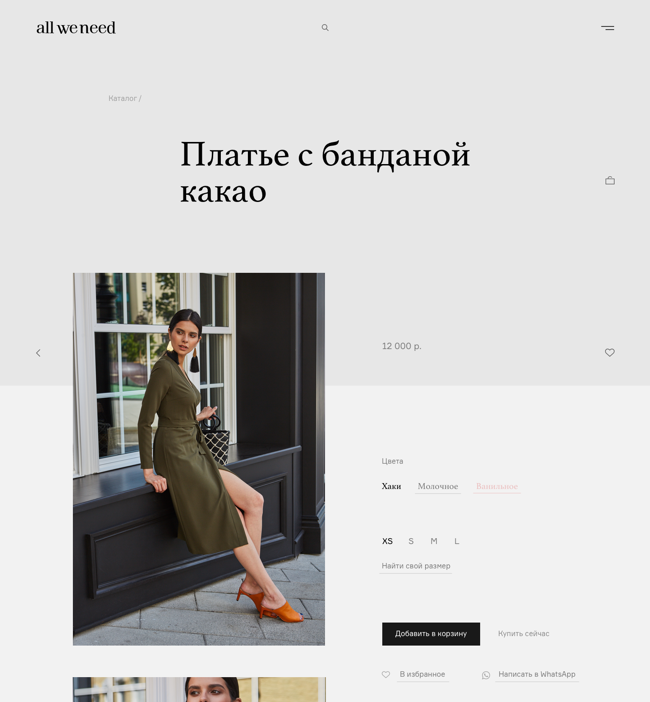 all we need
Каталог /
Платье с банданой
какао
12 000 р.
Цвета
Хаки Молочное Ванильное
XS S M L
Найти свой размер
Добавить в корзину Купить сейчас
В избранное Написать в WhatsApp